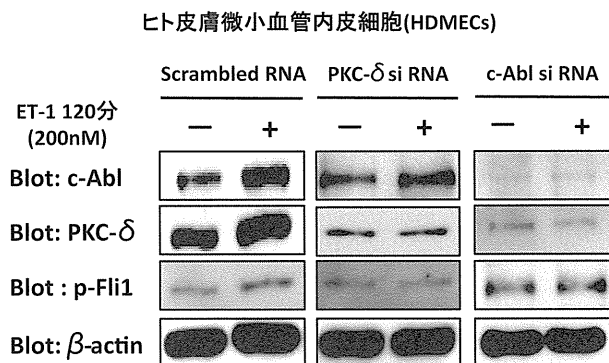 ヒト皮膚微小血管内皮細胞(HDMECs)
Scrambled RNA PKC-δ si RNA c-Abl si RNA
ET-1 120分
(200nM)
— + — + — +
Blot: c-Abl
Blot: PKC-δ
Blot : p-Fli1
Blot: β-actin